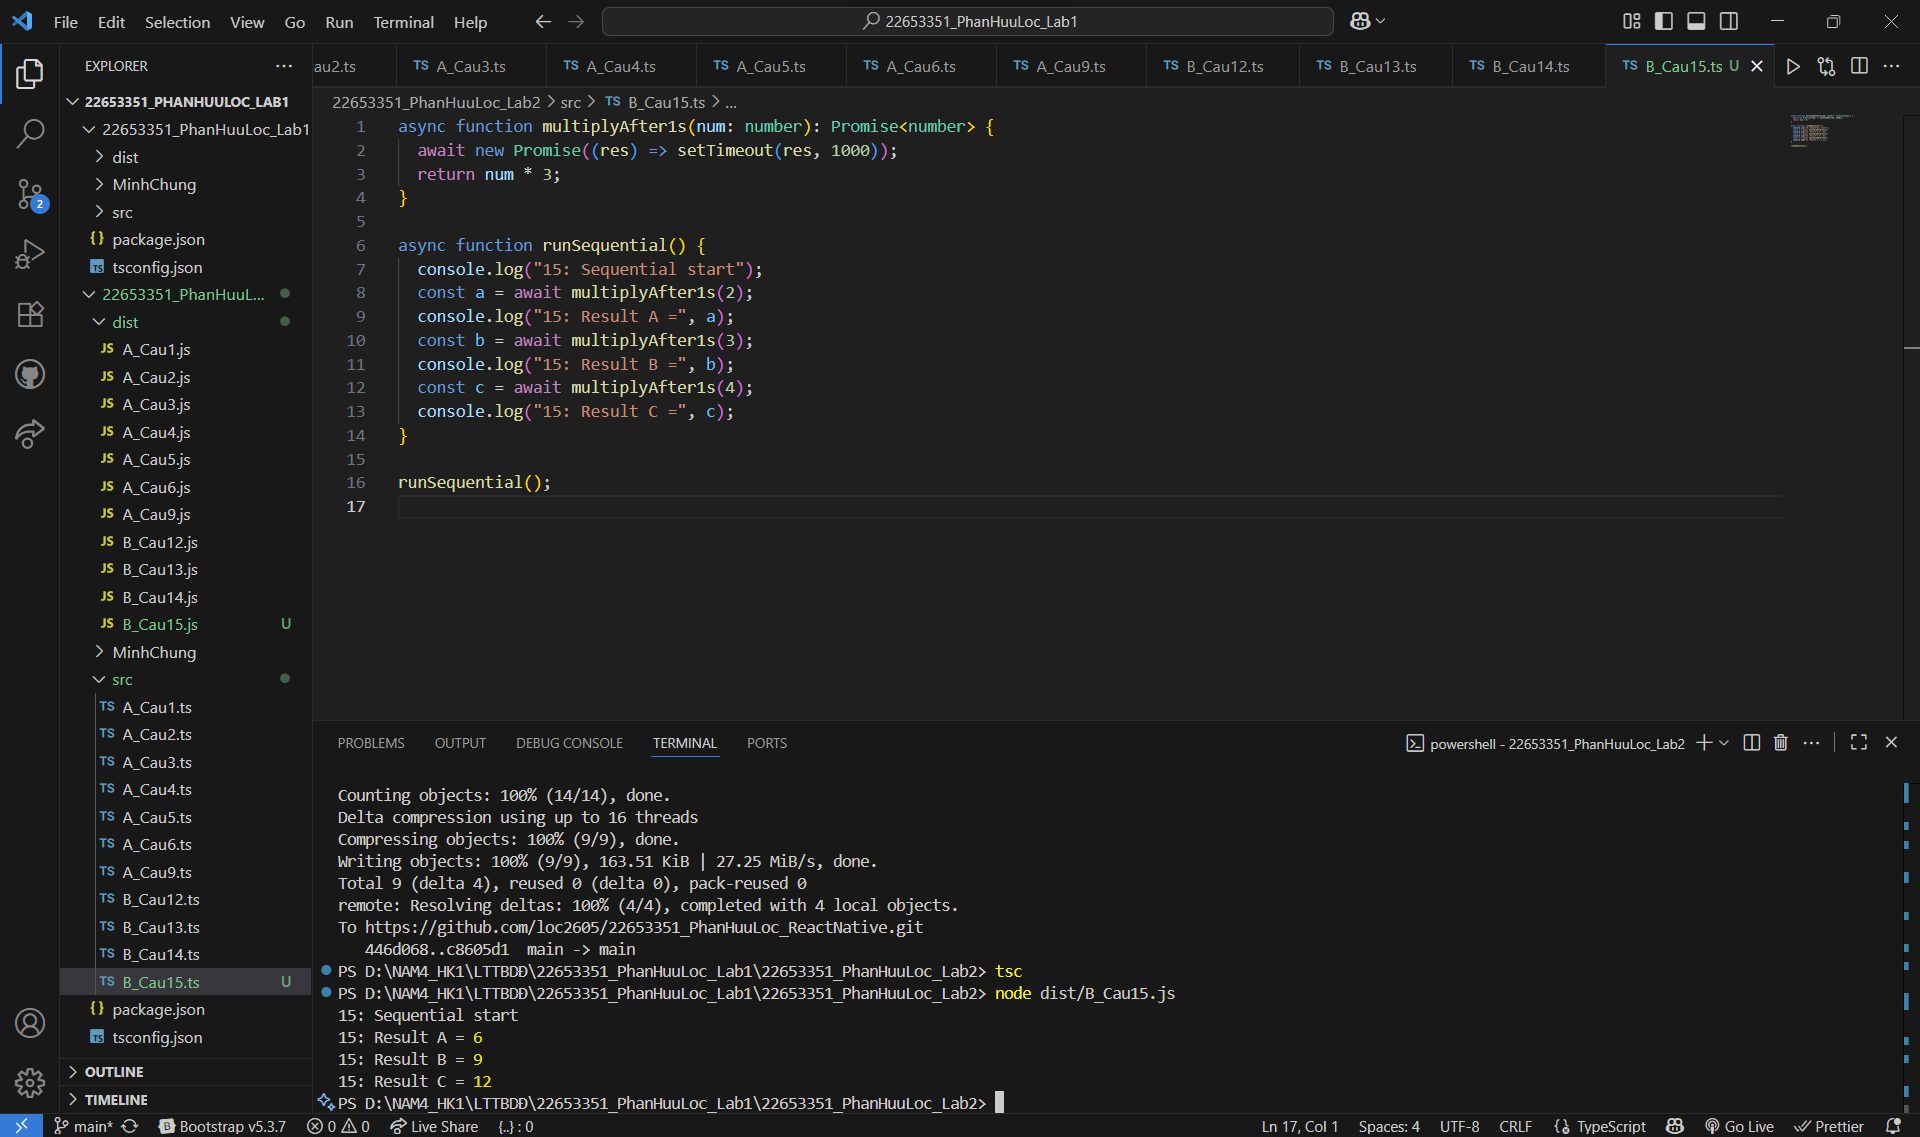 File Edit Selection View Go Run Terminal Help
22653351_PhanHuuLoc_Lab1
EXPLORER
22653351_PHANHUULOC_LAB1
22653351_PhanHuuLoc_Lab1
dist
MinhChung
src
{} package.json
TS tsconfig.json
22653351_PhanHuuL...
dist
JS A_Cau1.js
JS A_Cau2.js
JS A_Cau3.js
JS A_Cau4.js
JS A_Cau5.js
JS A_Cau6.js
JS A_Cau9.js
JS B_Cau12.js
JS B_Cau13.js
JS B_Cau14.js
JS B_Cau15.js U
MinhChung
src
TS A_Cau1.ts
TS A_Cau2.ts
TS A_Cau3.ts
TS A_Cau4.ts
TS A_Cau5.ts
TS A_Cau6.ts
TS A_Cau9.ts
TS B_Cau12.ts
TS B_Cau13.ts
TS B_Cau14.ts
TS B_Cau15.ts U
{} package.json
TS tsconfig.json
OUTLINE
TIMELINE
2
au2.ts TS A_Cau3.ts TS A_Cau4.ts TS A_Cau5.ts TS A_Cau6.ts TS A_Cau9.ts TS B_Cau12.ts TS B_Cau13.ts TS B_Cau14.ts TS B_Cau15.ts U
22653351_PhanHuuLoc_Lab2 > src > TS B_Cau15.ts > ...
1 async function multiplyAfter1s(num: number): Promise<number> {
2 await new Promise((res) => setTimeout(res, 1000));
3 return num * 3;
4 }
5
6 async function runSequential() {
7 console.log("15: Sequential start");
8 const a = await multiplyAfter1s(2);
9 console.log("15: Result A =", a);
10 const b = await multiplyAfter1s(3);
11 console.log("15: Result B =", b);
12 const c = await multiplyAfter1s(4);
13 console.log("15: Result C =", c);
14 }
15
16 runSequential();
17
PROBLEMS OUTPUT DEBUG CONSOLE TERMINAL PORTS
powershell - 22653351_PhanHuuLoc_Lab2
Counting objects: 100% (14/14), done.
Delta compression using up to 16 threads
Compressing objects: 100% (9/9), done.
Writing objects: 100% (9/9), 163.51 KiB | 27.25 MiB/s, done.
Total 9 (delta 4), reused 0 (delta 0), pack-reused 0
remote: Resolving deltas: 100% (4/4), completed with 4 local objects.
To https://github.com/loc2605/22653351_PhanHuuLoc_ReactNative.git
446d068..c8605d1 main -> main
PS D:\NAM4_HK1\LTTBDĐ\22653351_PhanHuuLoc_Lab1\22653351_PhanHuuLoc_Lab2> tsc
PS D:\NAM4_HK1\LTTBDĐ\22653351_PhanHuuLoc_Lab1\22653351_PhanHuuLoc_Lab2> node dist/B_Cau15.js
15: Sequential start
15: Result A = 6
15: Result B = 9
15: Result C = 12
PS D:\NAM4_HK1\LTTBDĐ\22653351_PhanHuuLoc_Lab1\22653351_PhanHuuLoc_Lab2>
main* Bootstrap v5.3.7 0 0 Live Share {..} : 0 Ln 17, Col 1 Spaces: 4 UTF-8 CRLF {} TypeScript Go Live Prettier